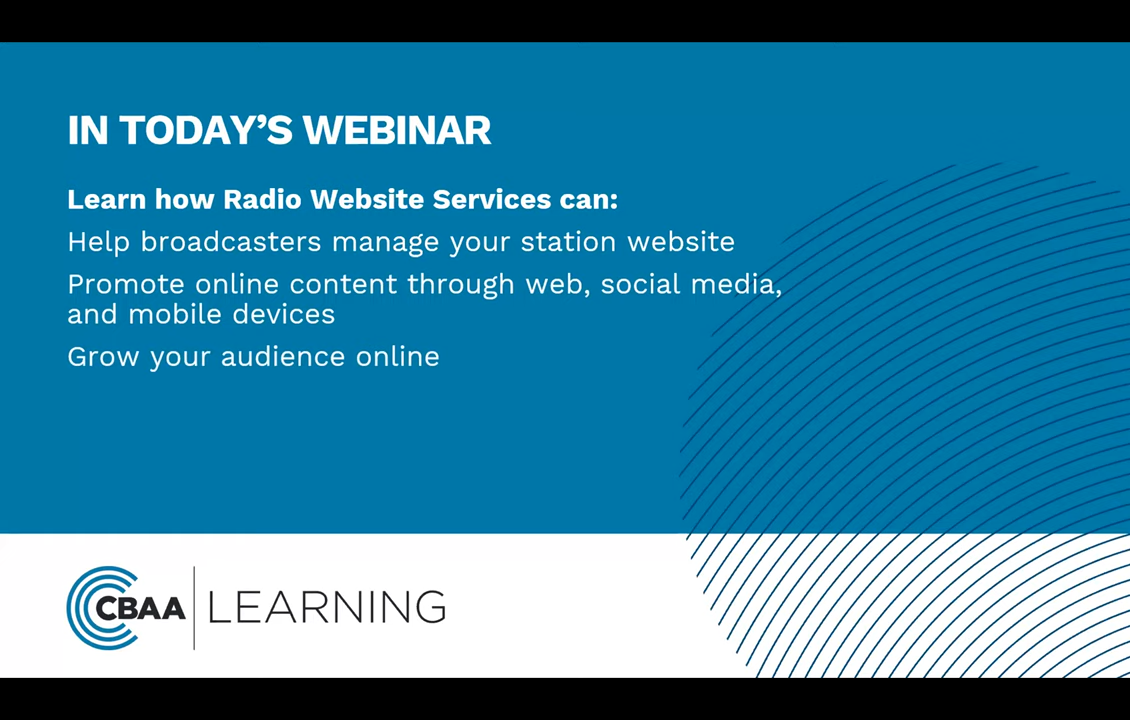 IN TODAY’S WEBINAR
Learn how Radio Website Services can:
Help broadcasters manage your station website
Promote online content through web, social media,
and mobile devices
Grow your audience online
CBAA LEARNING